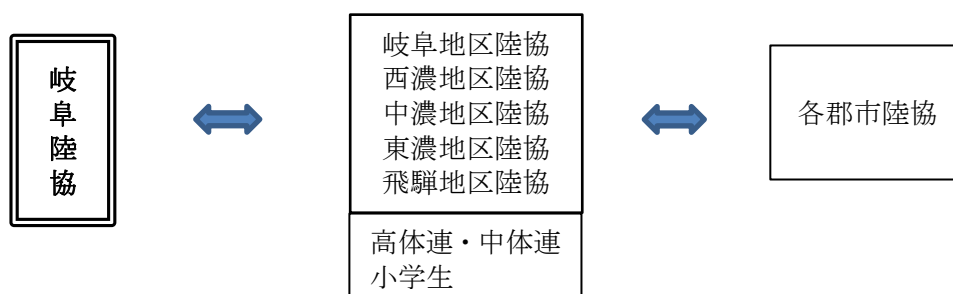 岐阜陸協
岐阜地区陸協
西濃地区陸協
中濃地区陸協
東濃地区陸協
飛騨地区陸協
高体連・中体連
小学生
各郡市陸協